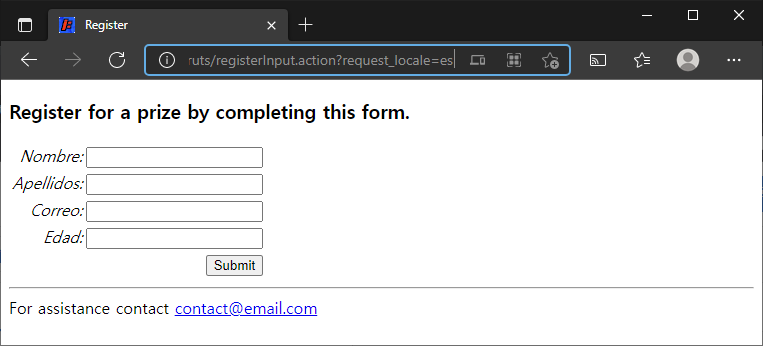 Register
ruts/registerInput.action?request_locale=es
Register for a prize by completing this form.
Nombre:
Apellidos:
Correo:
Edad:
Submit
For assistance contact contact@email.com